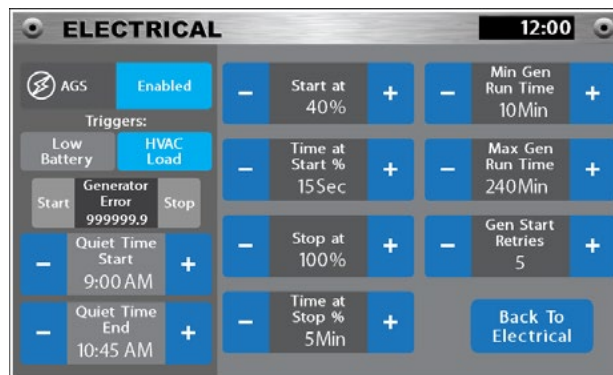 ELECTRICAL
12:00
AGS
Enabled
Triggers:
Low
Battery
HVAC
Load
Start
Generator
Error
999999.9
Stop
–
Quiet Time
Start
9:00 AM
+
–
Quiet Time
End
10:45 AM
+
–
Start at
40%
+
–
Time at
Start %
15Sec
+
–
Stop at
100%
+
–
Time at
Stop %
5Min
+
–
Min Gen
Run Time
10Min
+
–
Max Gen
Run Time
240Min
+
–
Gen Start
Retries
5
+
Back To
Electrical